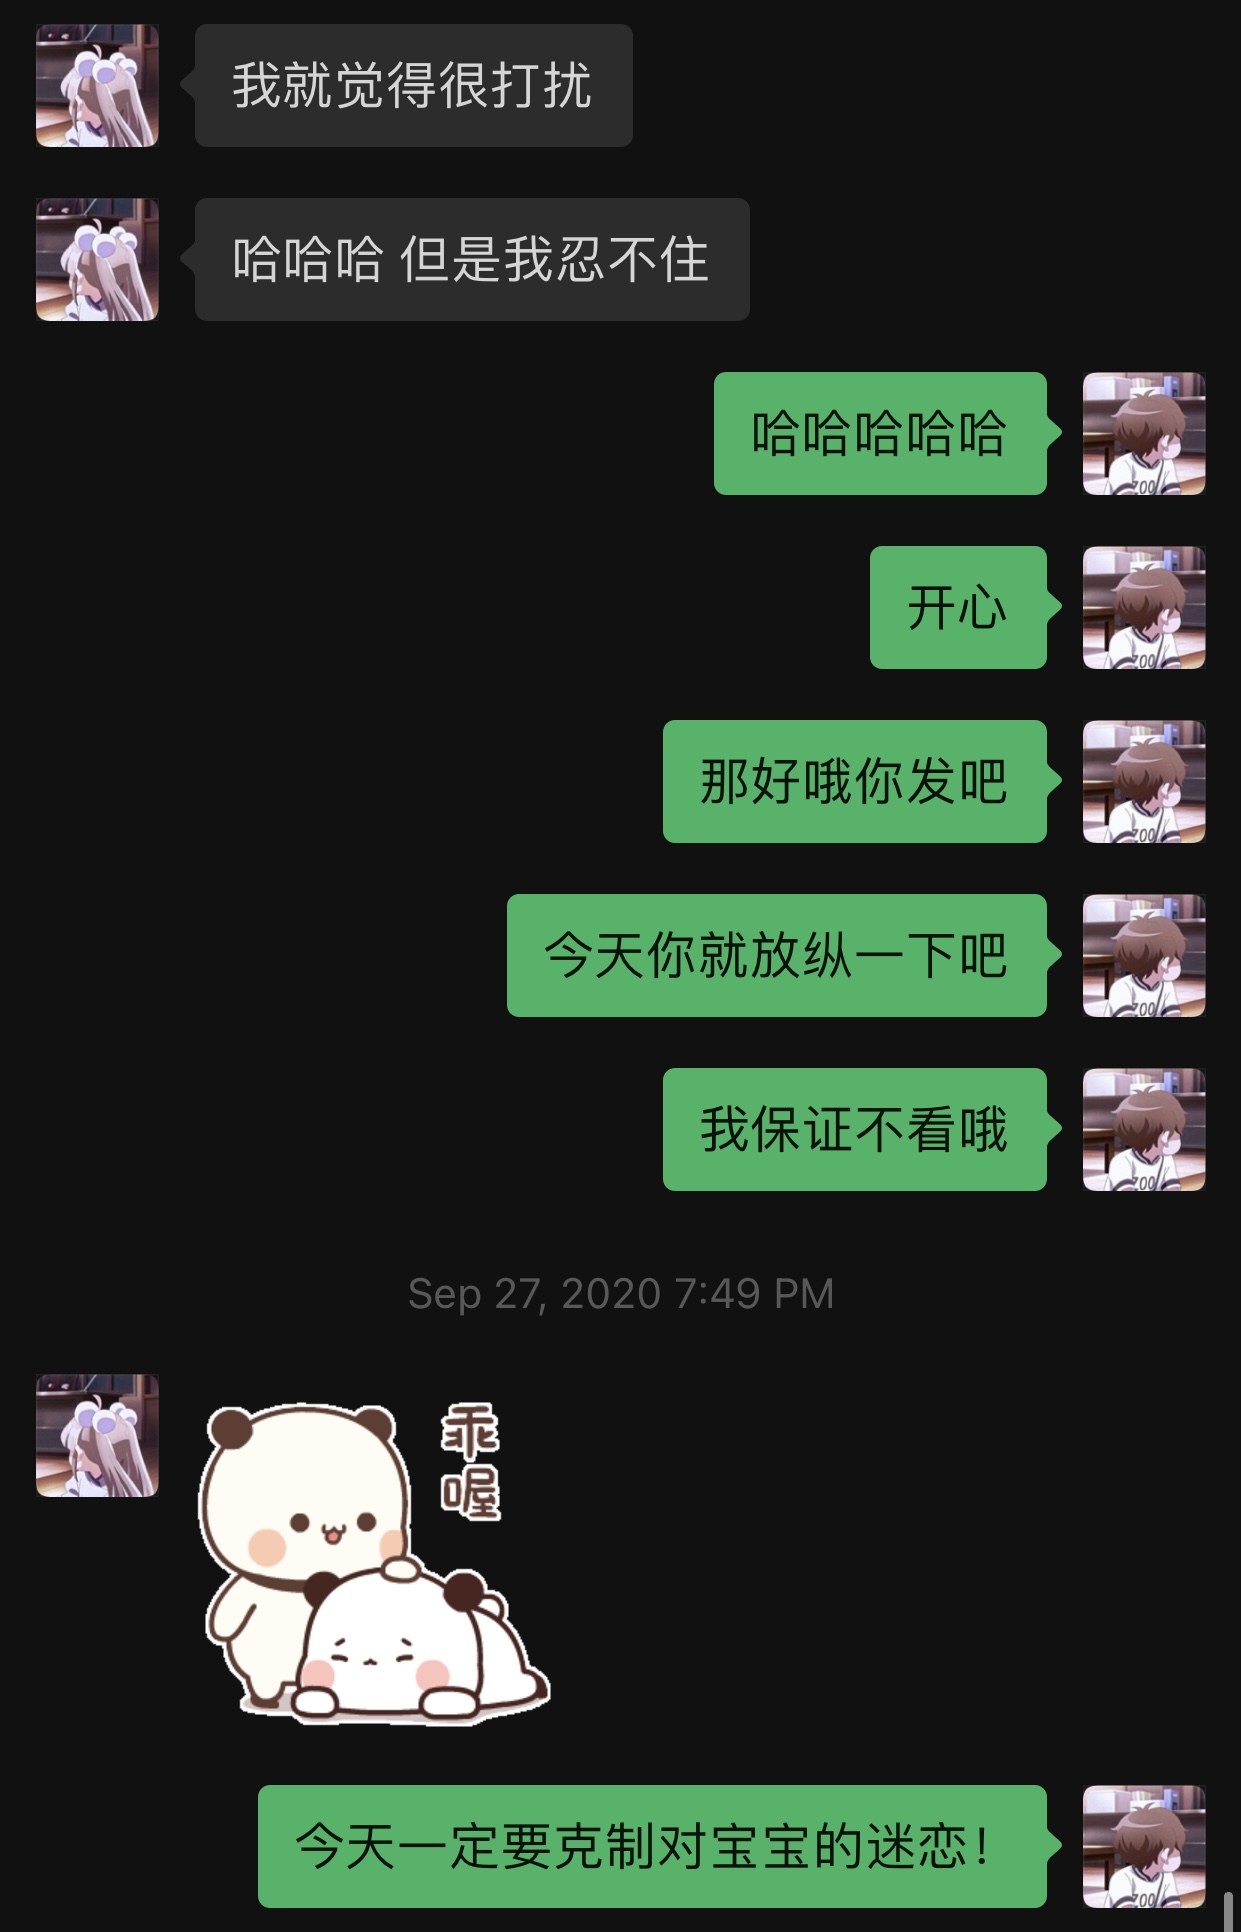 我就觉得很打扰
哈哈哈 但是我忍不住
哈哈哈哈哈
开心
那好哦你发吧
今天你就放纵一下吧
我保证不看哦
Sep 27, 2020 7:49 PM
乖喔
今天一定要克制对宝宝的迷恋！
ZOO